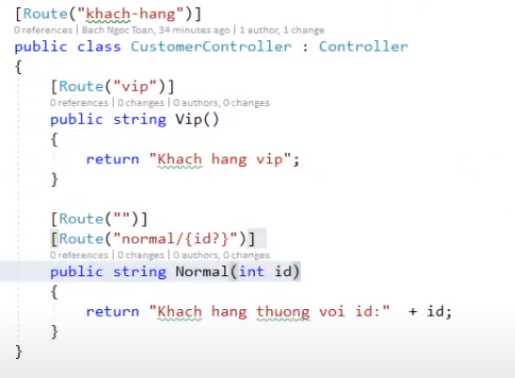 [Route("khach-hang")]
0 references | Bach Ngoc Toan, 34 minutes ago | 1 author, 1 change
public class CustomerController : Controller
{
[Route("vip")]
0 references | 0 changes | 0 authors, 0 changes
public string Vip()
{
return "Khach hang vip";
}
[Route("")]
[Route("normal/{id?}")]
0 references | 0 changes | 0 authors, 0 changes
public string Normal(int id)
{
return "Khach hang thuong voi id:" + id;
}
}